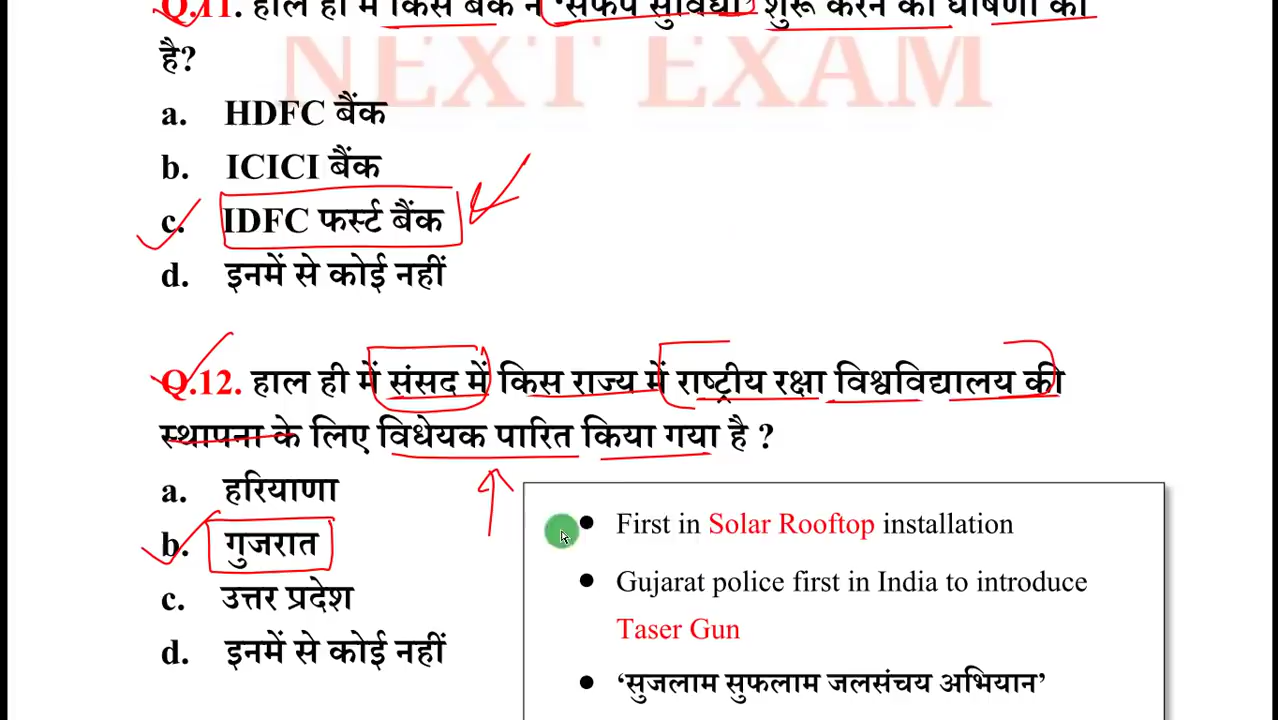 Q.11. हाल ही में किस बैंक ने ‘सेफपे सुविधा’ शुरू करने की घोषणा की
है?
NEXT EXAM
a. HDFC बैंक
b. ICICI बैंक
c. IDFC फर्स्ट बैंक
d. इनमें से कोई नहीं
Q.12. हाल ही में संसद में किस राज्य में राष्ट्रीय रक्षा विश्वविद्यालय की
स्थापना के लिए विधेयक पारित किया गया है ?
a. हरियाणा
b. गुजरात
c. उत्तर प्रदेश
d. इनमें से कोई नहीं
● First in Solar Rooftop installation
● Gujarat police first in India to introduce
Taser Gun
● ‘सुजलाम सुफलाम जलसंचय अभियान’